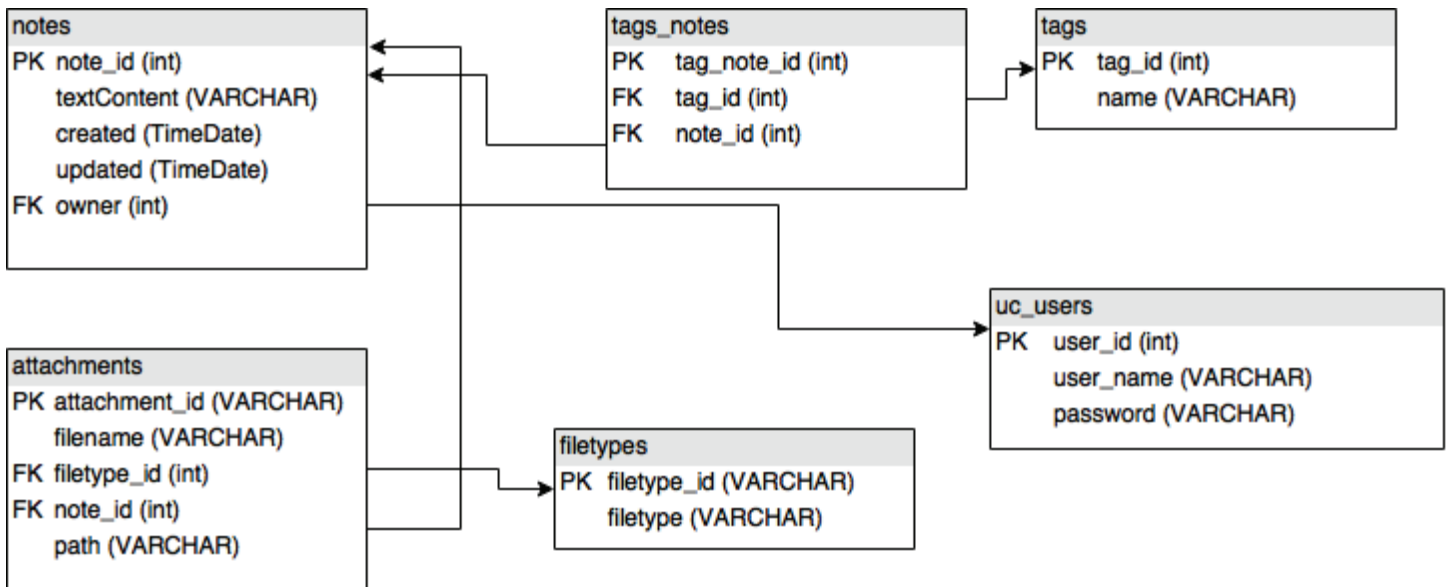 notes
PK note_id (int)
textContent (VARCHAR)
created (TimeDate)
updated (TimeDate)
FK owner (int)
tags_notes
PK tag_note_id (int)
FK tag_id (int)
FK note_id (int)
tags
PK tag_id (int)
name (VARCHAR)
uc_users
PK user_id (int)
user_name (VARCHAR)
password (VARCHAR)
attachments
PK attachment_id (VARCHAR)
filename (VARCHAR)
FK filetype_id (int)
FK note_id (int)
path (VARCHAR)
filetypes
PK filetype_id (VARCHAR)
filetype (VARCHAR)